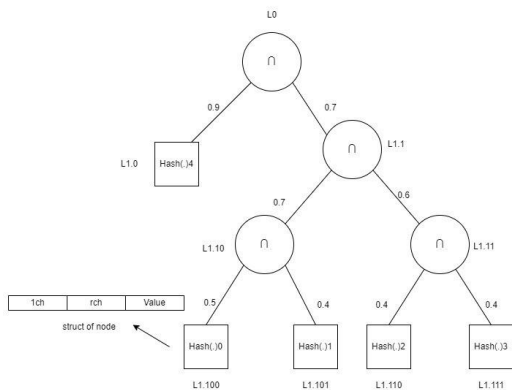 L0
∩
0.9
0.7
L1.0
Hash(.)4
∩
L1.1
0.7
0.6
L1.10
∩
∩
L1.11
1ch rch Value
0.5
0.4
0.4
0.4
struct of node
Hash(.)0
Hash(.)1
Hash(.)2
Hash(.)3
L1.100
L1.101
L1.110
L1.111